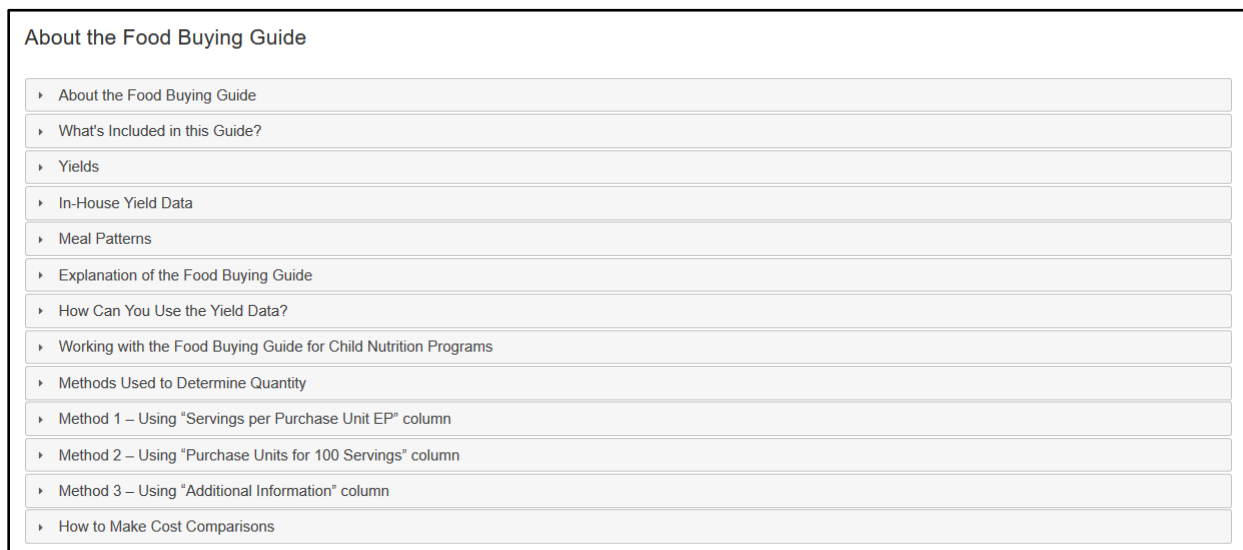 About the Food Buying Guide
About the Food Buying Guide
What's Included in this Guide?
Yields
In-House Yield Data
Meal Patterns
Explanation of the Food Buying Guide
How Can You Use the Yield Data?
Working with the Food Buying Guide for Child Nutrition Programs
Methods Used to Determine Quantity
Method 1 – Using “Servings per Purchase Unit EP” column
Method 2 – Using “Purchase Units for 100 Servings” column
Method 3 – Using “Additional Information” column
How to Make Cost Comparisons